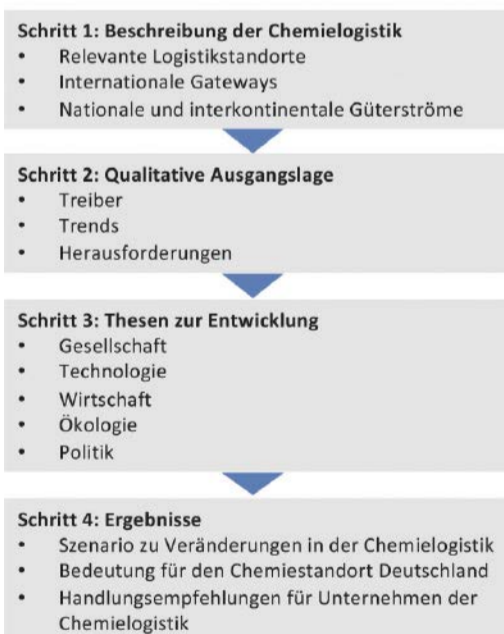 Schritt 1: Beschreibung der Chemielogistik
• Relevante Logistikstandorte
• Internationale Gateways
• Nationale und interkontinentale Güterströme
Schritt 2: Qualitative Ausgangslage
• Treiber
• Trends
• Herausforderungen
Schritt 3: Thesen zur Entwicklung
• Gesellschaft
• Technologie
• Wirtschaft
• Ökologie
• Politik
Schritt 4: Ergebnisse
• Szenario zu Veränderungen in der Chemielogistik
• Bedeutung für den Chemiestandort Deutschland
• Handlungsempfehlungen für Unternehmen der
Chemielogistik